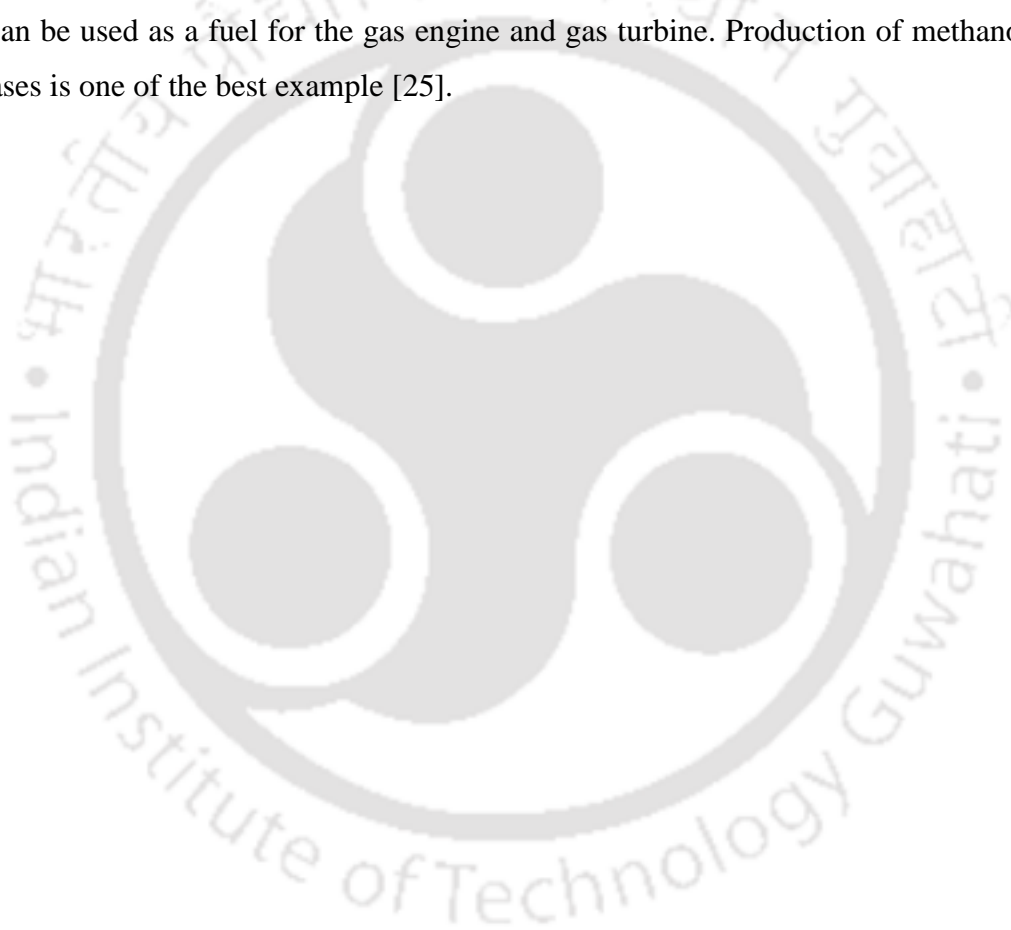 an be used as a fuel for the gas engine and gas turbine. Production of methano
ases is one of the best example [25].
भारतीय
गुवाहाटी
• Indian Institute of Technology Guwahati •